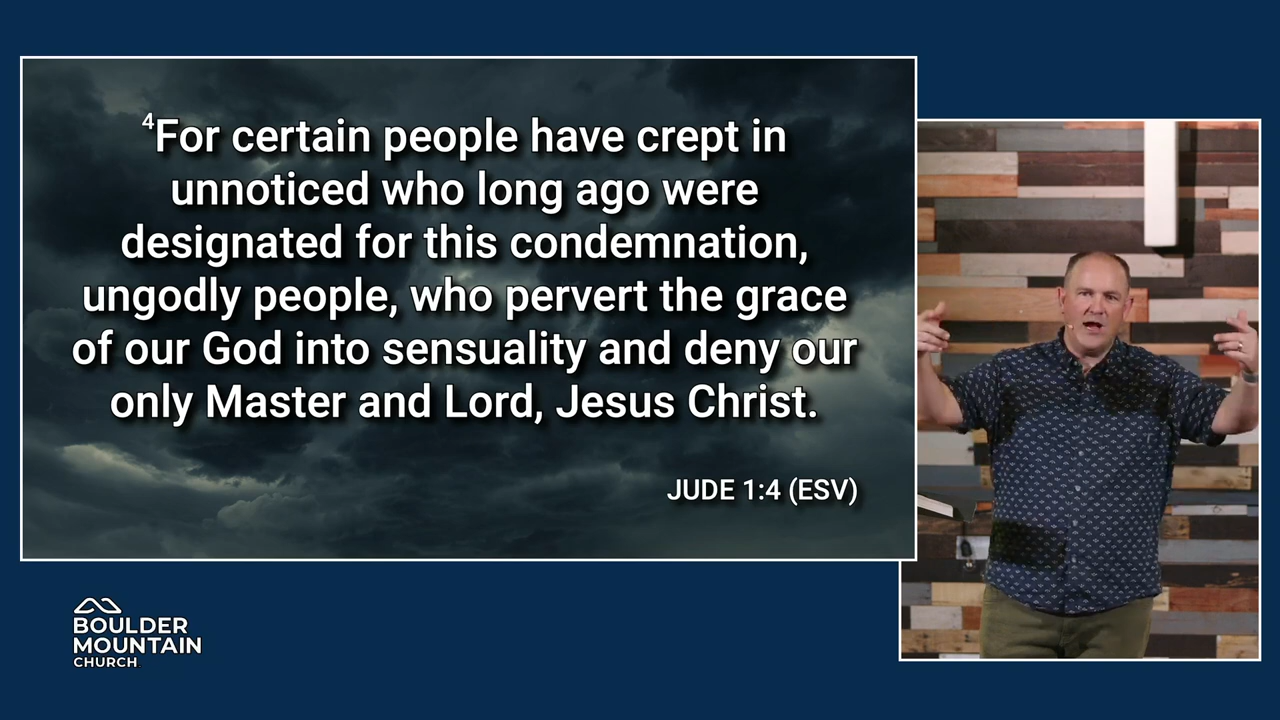 ⁴For certain people have crept in
unnoticed who long ago were
designated for this condemnation,
ungodly people, who pervert the grace
of our God into sensuality and deny our
only Master and Lord, Jesus Christ.
JUDE 1:4 (ESV)
BOULDER
MOUNTAIN
CHURCH